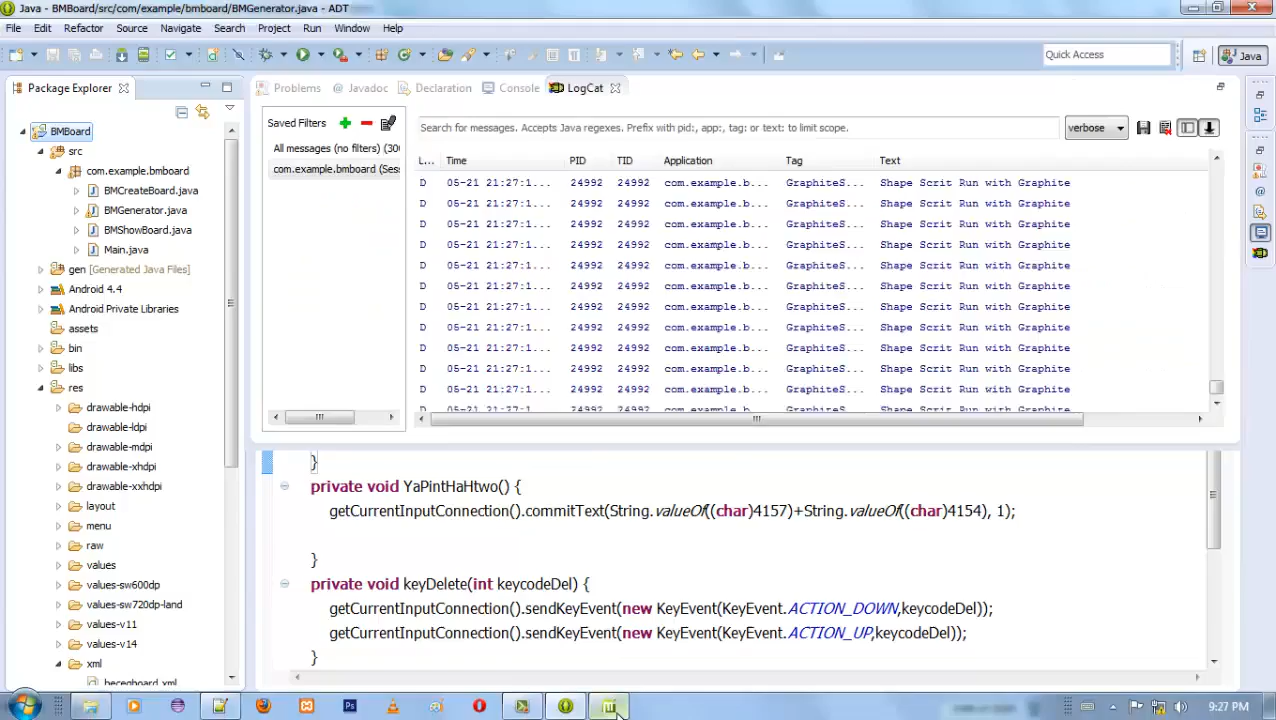 Java - BMBoard/src/com/example/bmboard/BMGenerator.java - ADT
File Edit Refactor Source Navigate Search Project Run Window Help
Quick Access
Java
Package Explorer
Problems Javadoc Declaration Console LogCat
Saved Filters
Search for messages. Accepts Java regexes. Prefix with pid:, app:, tag: or text: to limit scope.
verbose
All messages (no filters) (30(
com.example.bmboard (Sess
L... Time PID TID Application Tag Text
D 05-21 21:27:1... 24992 24992 com.example.b... GraphiteS... Shape Scrit Run with Graphite
D 05-21 21:27:1... 24992 24992 com.example.b... GraphiteS... Shape Scrit Run with Graphite
D 05-21 21:27:1... 24992 24992 com.example.b... GraphiteS... Shape Scrit Run with Graphite
D 05-21 21:27:1... 24992 24992 com.example.b... GraphiteS... Shape Scrit Run with Graphite
D 05-21 21:27:1... 24992 24992 com.example.b... GraphiteS... Shape Scrit Run with Graphite
D 05-21 21:27:1... 24992 24992 com.example.b... GraphiteS... Shape Scrit Run with Graphite
D 05-21 21:27:1... 24992 24992 com.example.b... GraphiteS... Shape Scrit Run with Graphite
D 05-21 21:27:1... 24992 24992 com.example.b... GraphiteS... Shape Scrit Run with Graphite
D 05-21 21:27:1... 24992 24992 com.example.b... GraphiteS... Shape Scrit Run with Graphite
D 05-21 21:27:1... 24992 24992 com.example.b... GraphiteS... Shape Scrit Run with Graphite
D 05-21 21:27:1... 24992 24992 com.example.b... GraphiteS... Shape Scrit Run with Graphite
BMBoard
src
com.example.bmboard
BMCreateBoard.java
BMGenerator.java
BMShowBoard.java
Main.java
gen [Generated Java Files]
Android 4.4
Android Private Libraries
assets
bin
libs
res
drawable-hdpi
drawable-ldpi
drawable-mdpi
drawable-xhdpi
drawable-xxhdpi
layout
menu
raw
values
values-sw600dp
values-sw720dp-land
values-v11
values-v14
xml
}
private void YaPintHaHtwo() {
getCurrentInputConnection().commitText(String.valueOf((char)4157)+String.valueOf((char)4154), 1);
}
private void keyDelete(int keycodeDel) {
getCurrentInputConnection().sendKeyEvent(new KeyEvent(KeyEvent.ACTION_DOWN,keycodeDel));
getCurrentInputConnection().sendKeyEvent(new KeyEvent(KeyEvent.ACTION_UP,keycodeDel));
}
9:27 PM